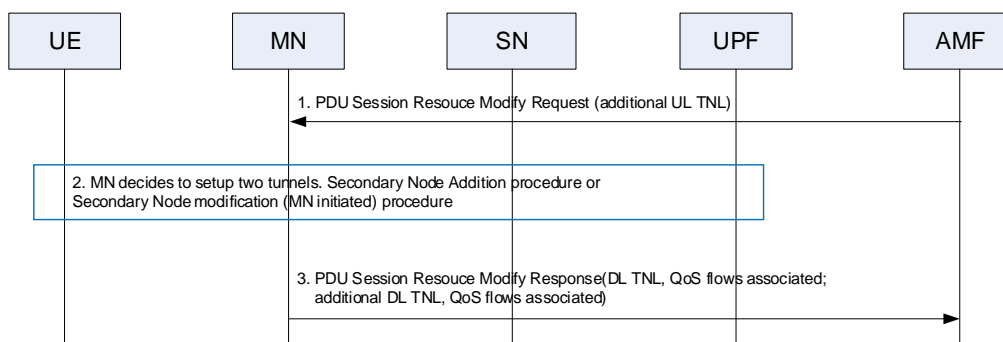 UE
MN
SN
UPF
AMF
1. PDU Session Resouce Modify Request (additional UL TNL)
2. MN decides to setup two tunnels. Secondary Node Addition procedure or
Secondary Node modification (MN initiated) procedure
3. PDU Session Resouce Modify Response(DL TNL, QoS flows associated;
additional DL TNL, QoS flows associated)